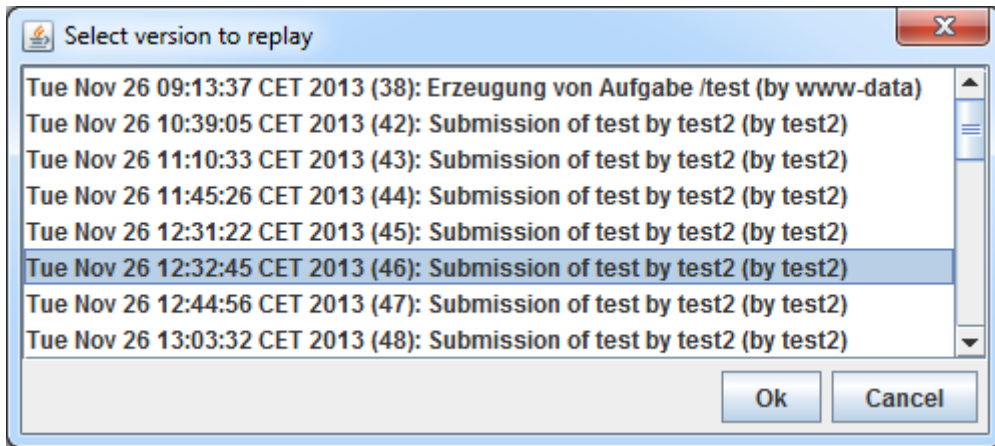 Select version to replay
Tue Nov 26 09:13:37 CET 2013 (38): Erzeugung von Aufgabe /test (by www-data)
Tue Nov 26 10:39:05 CET 2013 (42): Submission of test by test2 (by test2)
Tue Nov 26 11:10:33 CET 2013 (43): Submission of test by test2 (by test2)
Tue Nov 26 11:45:26 CET 2013 (44): Submission of test by test2 (by test2)
Tue Nov 26 12:31:22 CET 2013 (45): Submission of test by test2 (by test2)
Tue Nov 26 12:32:45 CET 2013 (46): Submission of test by test2 (by test2)
Tue Nov 26 12:44:56 CET 2013 (47): Submission of test by test2 (by test2)
Tue Nov 26 13:03:32 CET 2013 (48): Submission of test by test2 (by test2)
Ok Cancel